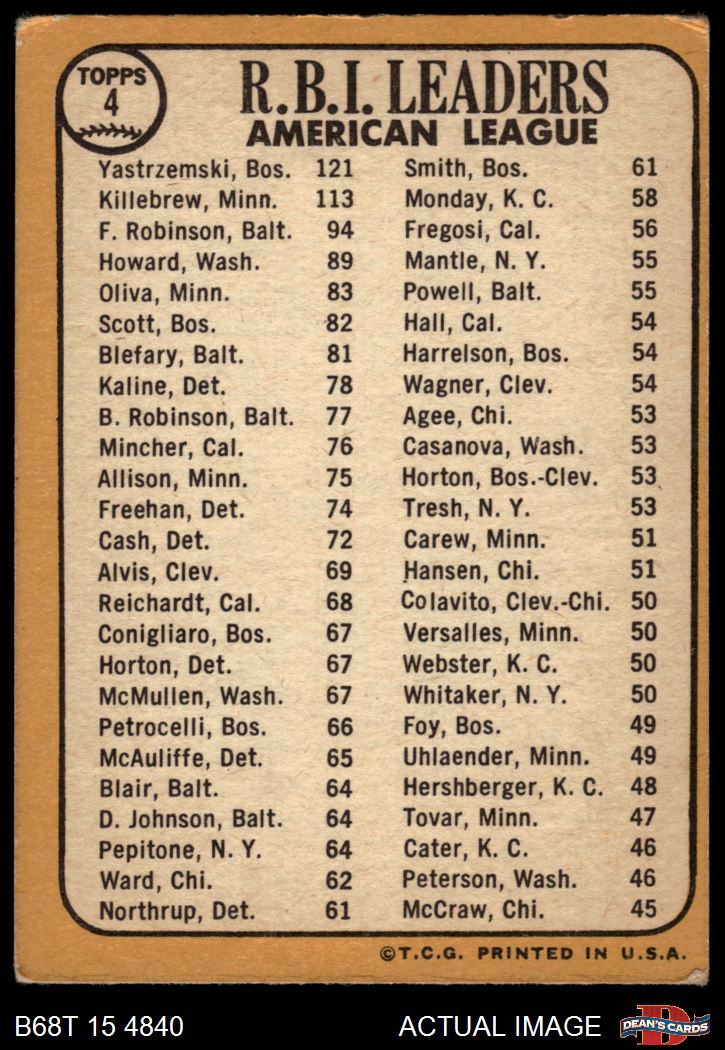 TOPPS
4
R.B.I. LEADERS
AMERICAN LEAGUE
Yastrzemski, Bos. 121
Killebrew, Minn. 113
F. Robinson, Balt. 94
Howard, Wash. 89
Oliva, Minn. 83
Scott, Bos. 82
Blefary, Balt. 81
Kaline, Det. 78
B. Robinson, Balt. 77
Mincher, Cal. 76
Allison, Minn. 75
Freehan, Det. 74
Cash, Det. 72
Alvis, Clev. 69
Reichardt, Cal. 68
Conigliaro, Bos. 67
Horton, Det. 67
McMullen, Wash. 67
Petrocelli, Bos. 66
McAuliffe, Det. 65
Blair, Balt. 64
D. Johnson, Balt. 64
Pepitone, N. Y. 64
Ward, Chi. 62
Northrup, Det. 61
Smith, Bos. 61
Monday, K. C. 58
Fregosi, Cal. 56
Mantle, N. Y. 55
Powell, Balt. 55
Hall, Cal. 54
Harrelson, Bos. 54
Wagner, Clev. 54
Agee, Chi. 53
Casanova, Wash. 53
Horton, Bos.-Clev. 53
Tresh, N. Y. 53
Carew, Minn. 51
Hansen, Chi. 51
Colavito, Clev.-Chi. 50
Versalles, Minn. 50
Webster, K. C. 50
Whitaker, N. Y. 50
Foy, Bos. 49
Uhlaender, Minn. 49
Hershberger, K. C. 48
Tovar, Minn. 47
Cater, K. C. 46
Peterson, Wash. 46
McCraw, Chi. 45
©T.C.G. PRINTED IN U.S.A.
B68T 15 4840
ACTUAL IMAGE
DEAN'S CARDS